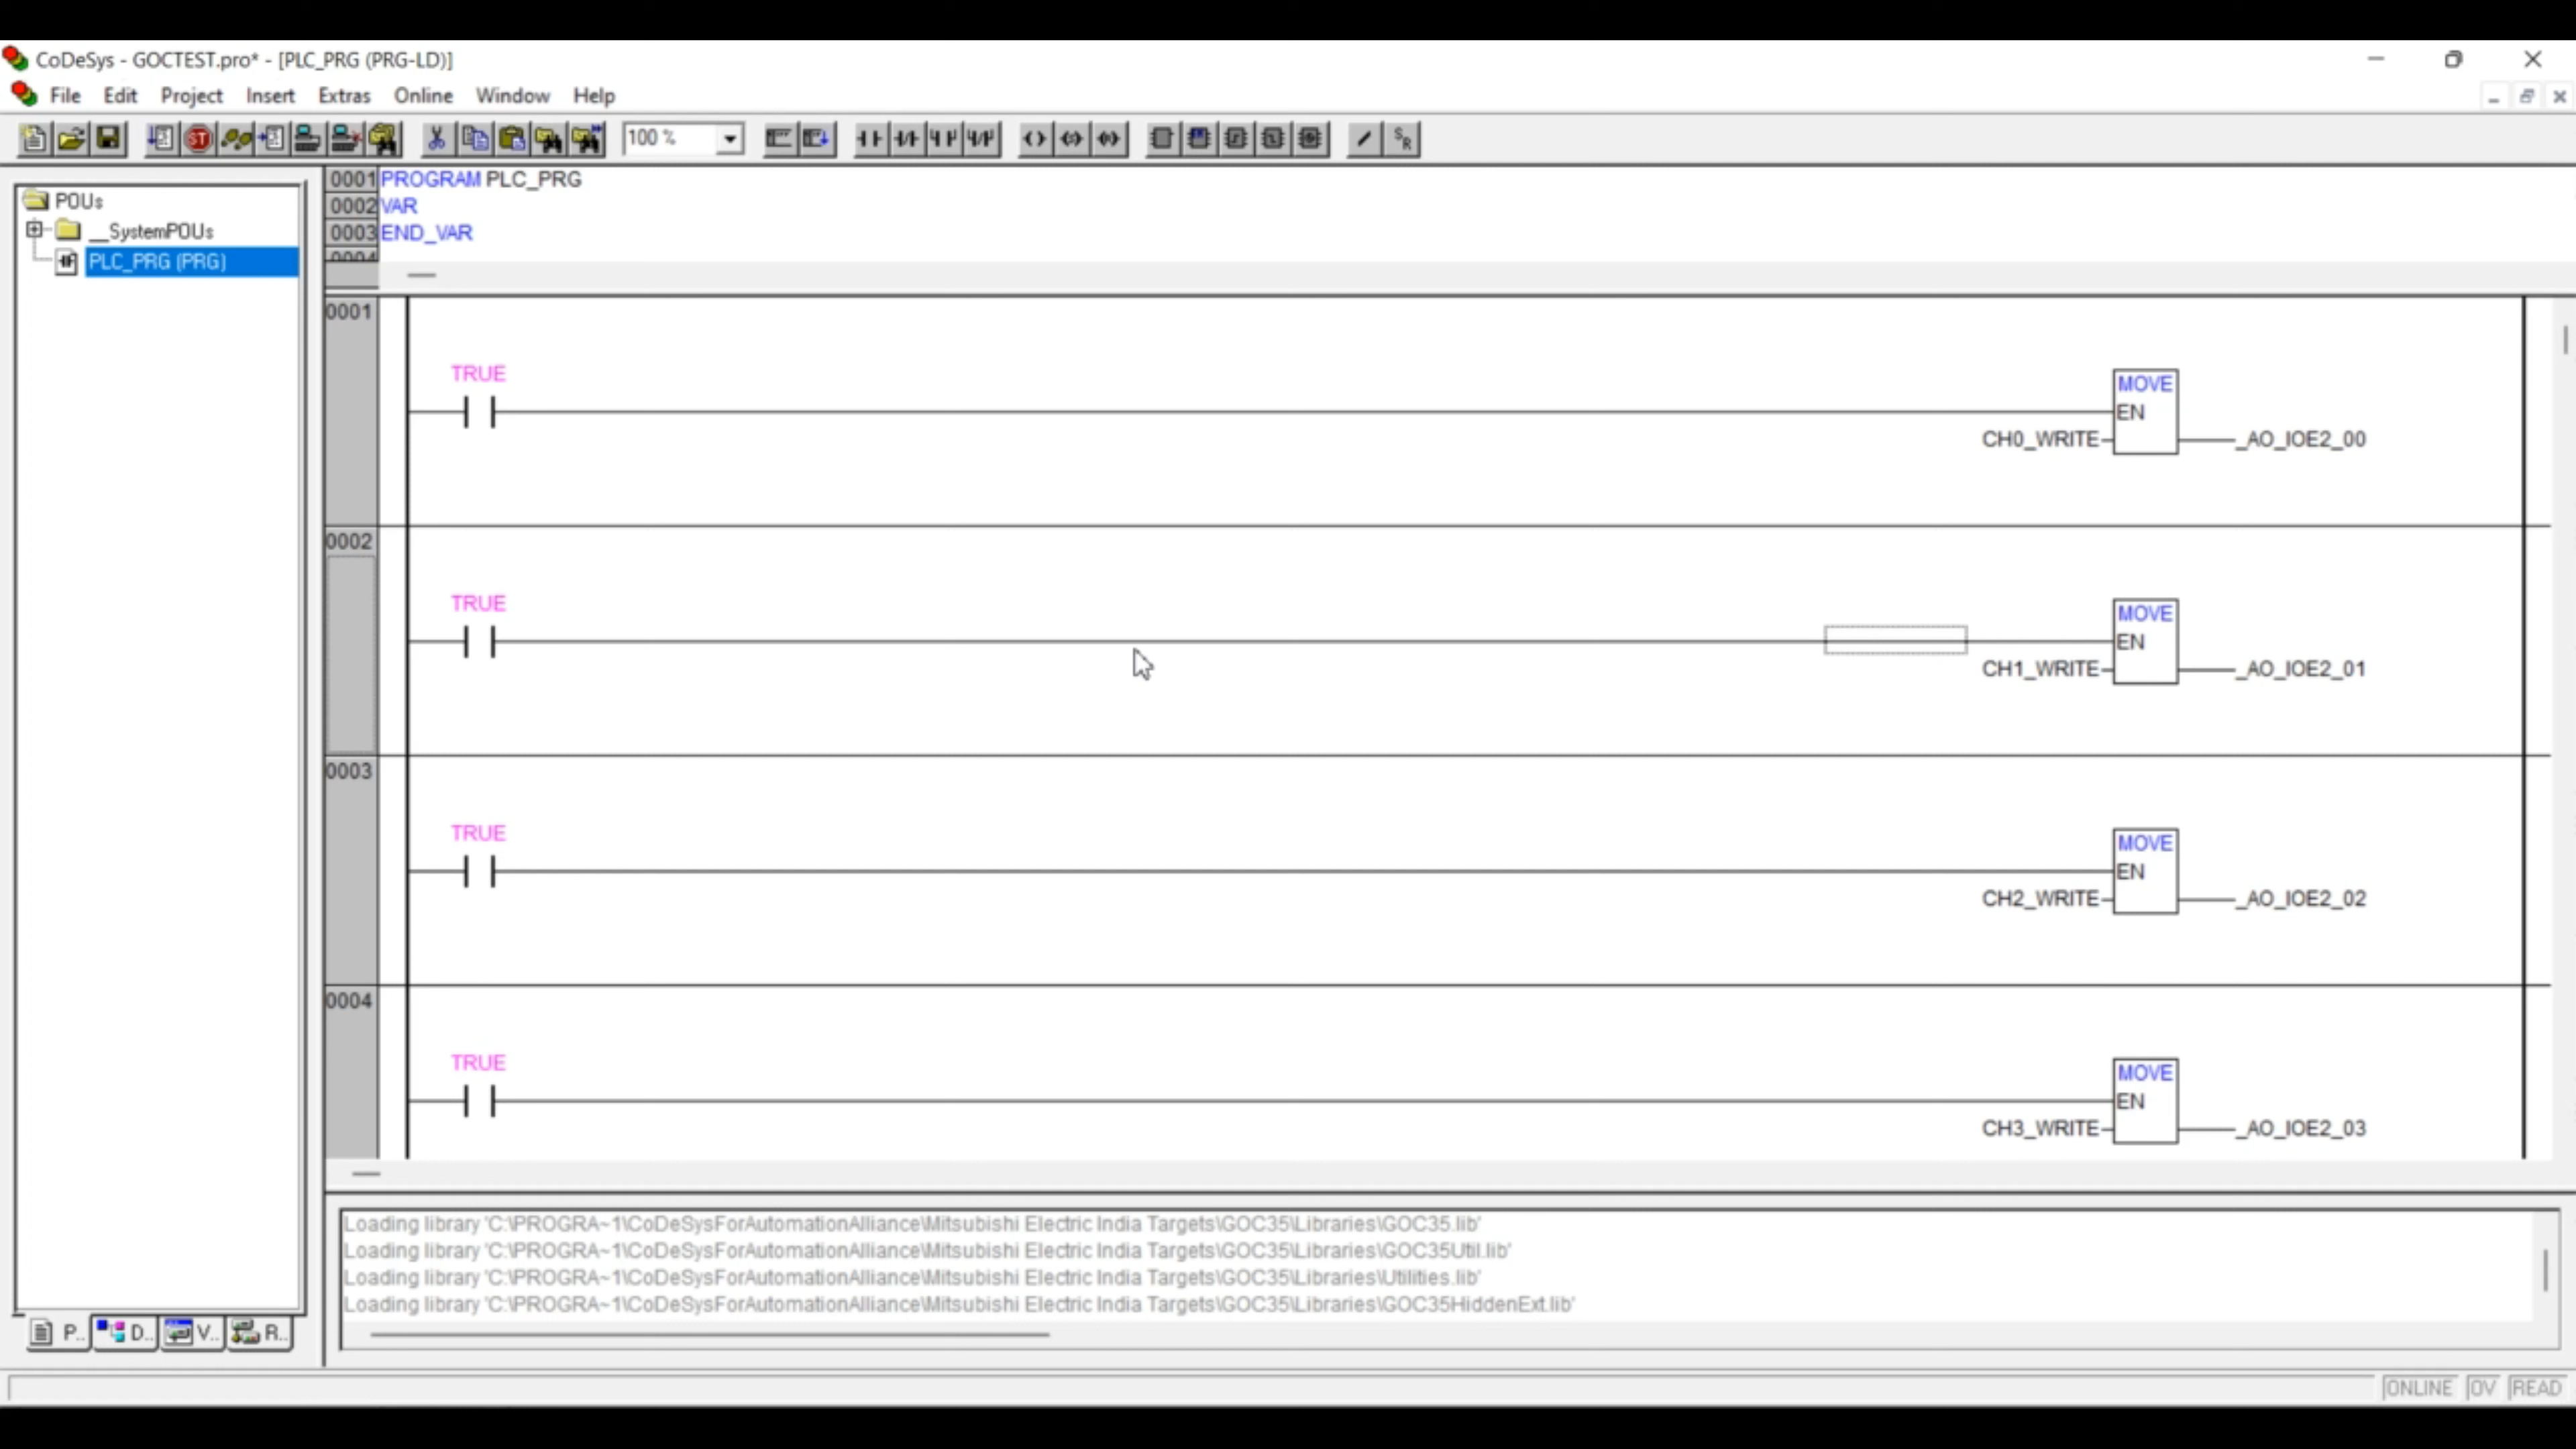 CoDeSys - GOCTEST.pro* - [PLC_PRG (PRG-LD)]
File Edit Project Insert Extras Online Window Help
ST 100 % S R
POUs
__SystemPOUs
PLC_PRG (PRG)
0001 PROGRAM PLC_PRG
0002 VAR
0003 END_VAR
0004
0001
TRUE
MOVE
EN
CH0_WRITE _AO_IOE2_00
0002
TRUE
MOVE
EN
CH1_WRITE _AO_IOE2_01
0003
TRUE
MOVE
EN
CH2_WRITE _AO_IOE2_02
0004
TRUE
MOVE
EN
CH3_WRITE _AO_IOE2_03
Loading library 'C:\PROGRA~1\CoDeSysForAutomationAlliance\Mitsubishi Electric India Targets\GOC35\Libraries\GOC35.lib'
Loading library 'C:\PROGRA~1\CoDeSysForAutomationAlliance\Mitsubishi Electric India Targets\GOC35\Libraries\GOC35Util.lib'
Loading library 'C:\PROGRA~1\CoDeSysForAutomationAlliance\Mitsubishi Electric India Targets\GOC35\Libraries\Utilities.lib'
Loading library 'C:\PROGRA~1\CoDeSysForAutomationAlliance\Mitsubishi Electric India Targets\GOC35\Libraries\GOC35HiddenExt.lib'
P.. D.. V.. R..
ONLINE OV READ